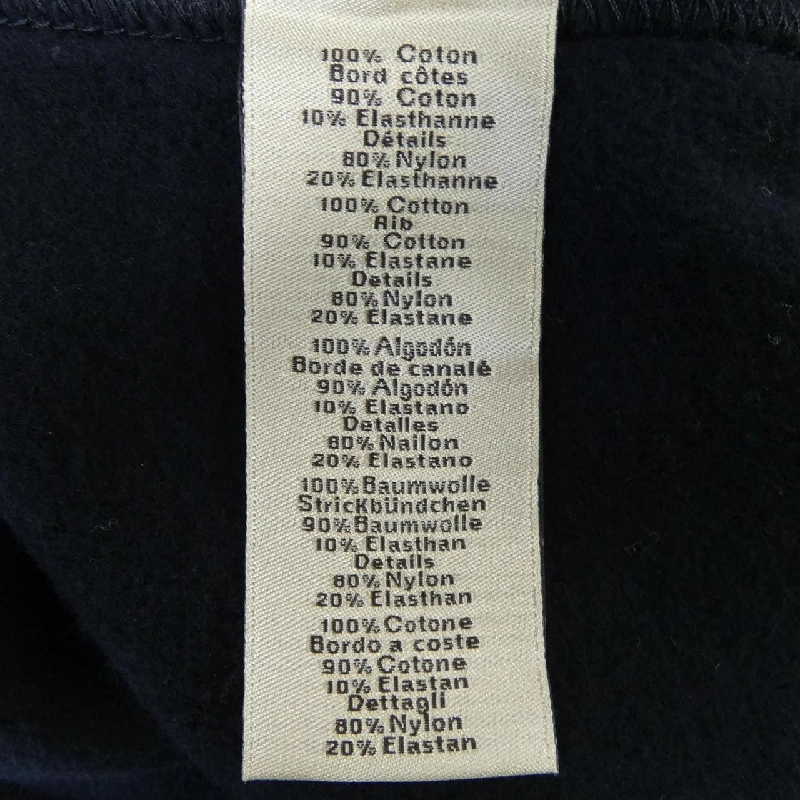 100% Coton
Bord côtes
90% Coton
10% Elasthanne
Détails
80% Nylon
20% Elasthanne
100% Cotton
Rib
90% Cotton
10% Elastane
Details
80% Nylon
20% Elastane
100% Algodón
Borde de canalé
90% Algodón
10% Elastano
Detalles
80% Nailon
20% Elastano
100% Baumwolle
Strickbündchen
90% Baumwolle
10% Elasthan
Details
80% Nylon
20% Elasthan
100% Cotone
Bordo a coste
90% Cotone
10% Elastan
Dettagli
80% Nylon
20% Elastan